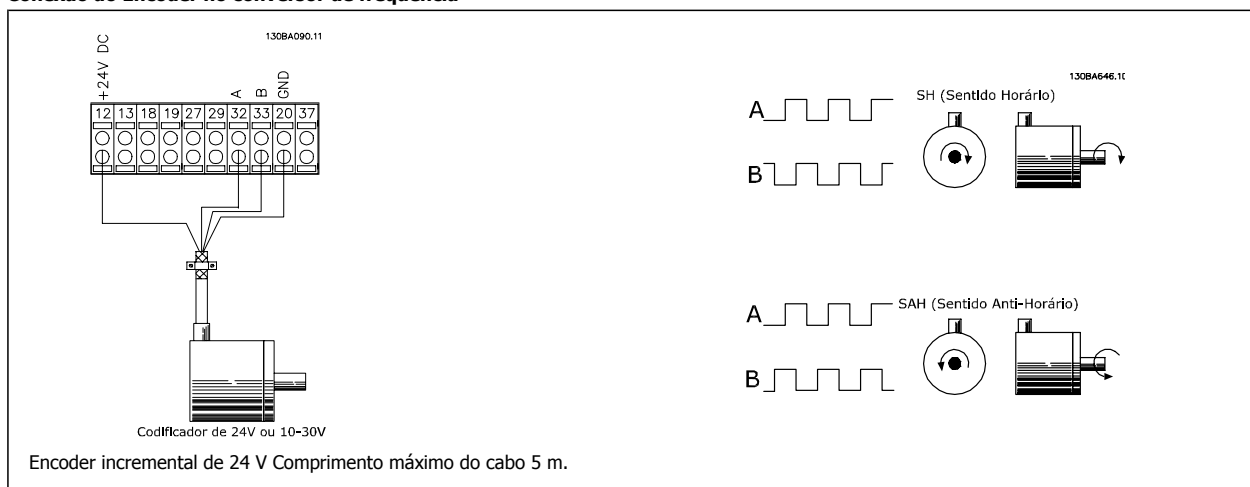 Conexão do Encoder no conversor de frequência
130BA090.11
+24V DC
A
B
GND
12 13 18 19 27 29 32 33 20 37
Codificador de 24V ou 10-30V
130BA646.10
SH (Sentido Horário)
A
B
SAH (Sentido Anti-Horário)
A
B
Encoder incremental de 24 V Comprimento máximo do cabo 5 m.